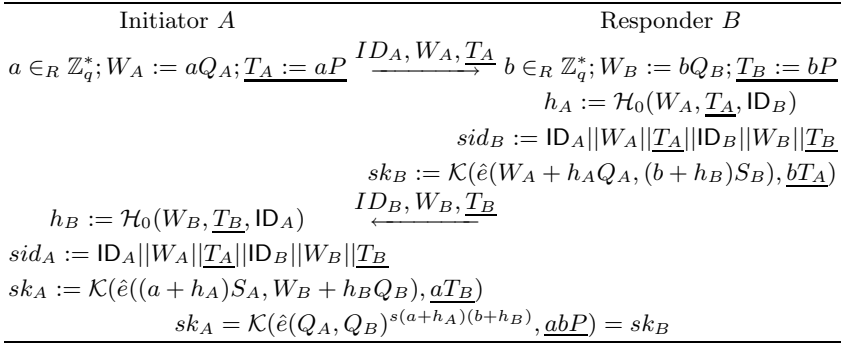 Initiator A Responder B
a ∈_R ℤ*_q; W_A := aQ_A; T_A := aP ID_A, W_A, T_A ⟶ b ∈_R ℤ*_q; W_B := bQ_B; T_B := bP
h_A := ℋ_0(W_A, T_A, ID_B)
sid_B := ID_A||W_A||T_A||ID_B||W_B||T_B
sk_B := 𝒦(ê(W_A + h_AQ_A, (b + h_B)S_B), bT_A)
h_B := ℋ_0(W_B, T_B, ID_A) ID_B, W_B, T_B ⟵
sid_A := ID_A||W_A||T_A||ID_B||W_B||T_B
sk_A := 𝒦(ê((a + h_A)S_A, W_B + h_BQ_B), aT_B)
sk_A = 𝒦(ê(Q_A, Q_B)^{s(a+h_A)(b+h_B)}, abP) = sk_B